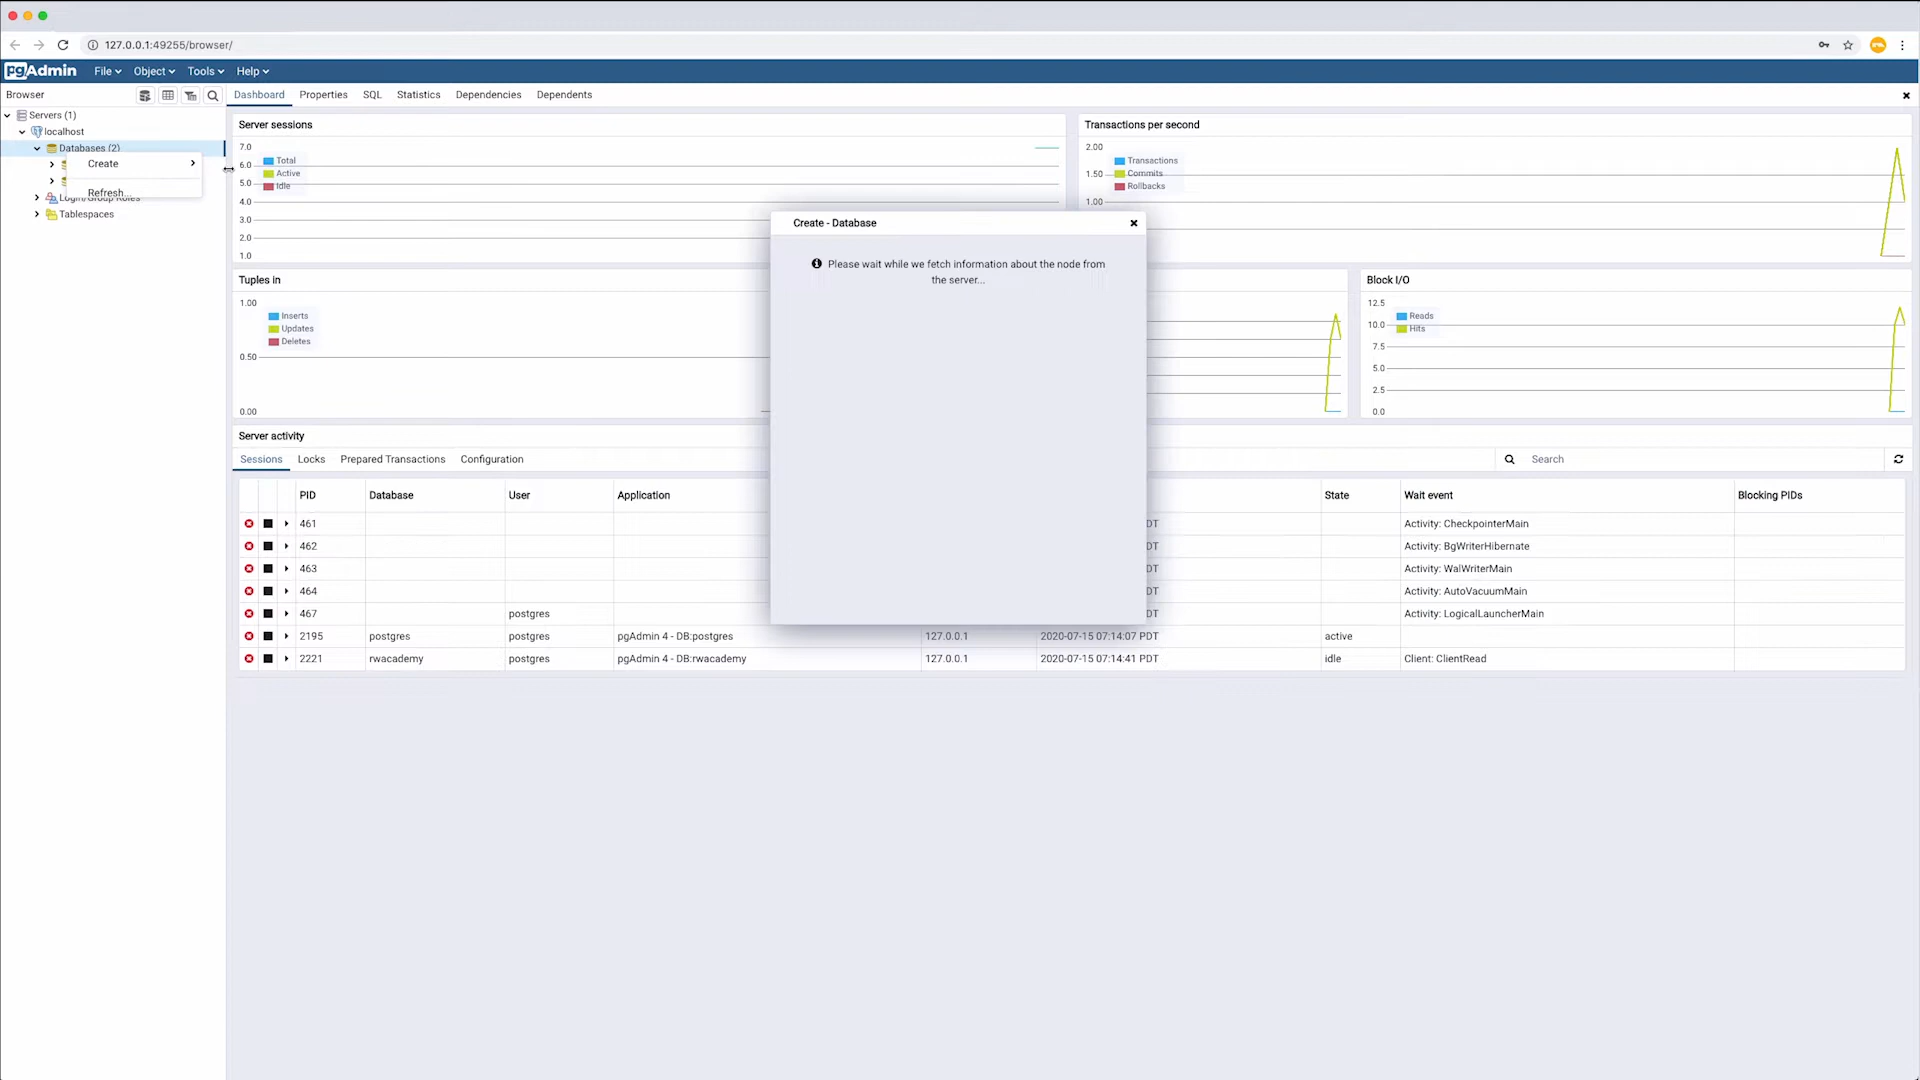 127.0.0.1:49255/browser/
pgAdmin File Object Tools Help
Browser
Dashboard Properties SQL Statistics Dependencies Dependents
Servers (1)
localhost
Databases (2)
Create
Refresh...
Login/Group Roles
Tablespaces
Server sessions
7.0
6.0
5.0
4.0
3.0
2.0
1.0
Total
Active
Idle
Transactions per second
2.00
1.50
1.00
Transactions
Commits
Rollbacks
Create - Database
Please wait while we fetch information about the node from
the server...
Tuples in
1.00
0.50
0.00
Inserts
Updates
Deletes
Block I/O
12.5
10.0
7.5
5.0
2.5
0.0
Reads
Hits
Server activity
Sessions Locks Prepared Transactions Configuration
Search
PID Database User Application State Wait event Blocking PIDs
461 DT Activity: CheckpointerMain
462 DT Activity: BgWriterHibernate
463 DT Activity: WalWriterMain
464 DT Activity: AutoVacuumMain
467 postgres DT Activity: LogicalLauncherMain
2195 postgres postgres pgAdmin 4 - DB:postgres 127.0.0.1 2020-07-15 07:14:07 PDT active
2221 rwacademy postgres pgAdmin 4 - DB:rwacademy 127.0.0.1 2020-07-15 07:14:41 PDT idle Client: ClientRead